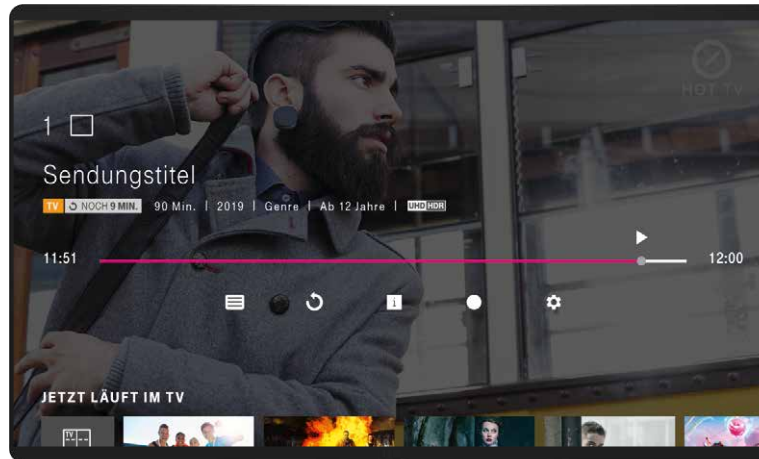 HOT TV
1
Sendungstitel
TV NOCH 9 MIN. 90 Min. | 2019 | Genre | Ab 12 Jahre | UHD HDR
11:51 12:00
i
JETZT LÄUFT IM TV
TV